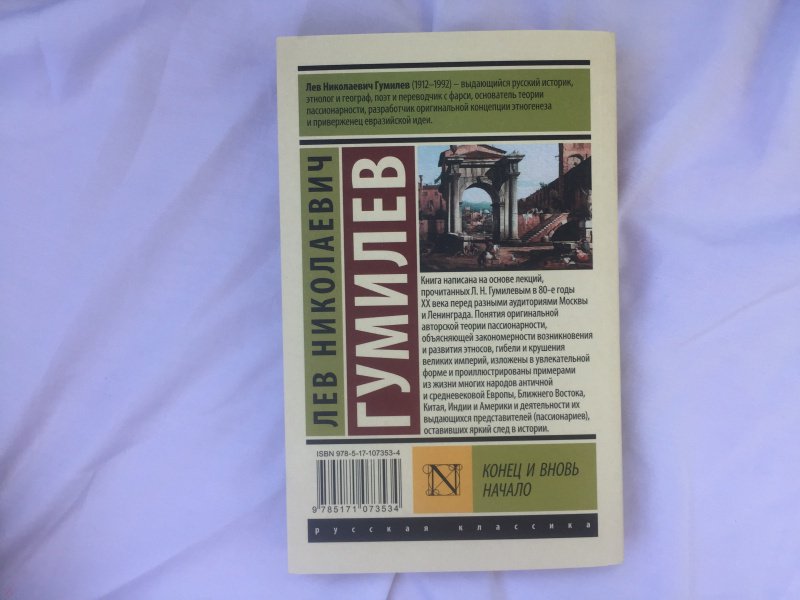 Лев Николаевич Гумилев (1912–1992) – выдающийся русский историк,
этнолог и географ, поэт и переводчик с фарси, основатель теории
пассионарности, разработчик оригинальной концепции этногенеза
и приверженец евразийской идеи.
ЛЕВ НИКОЛАЕВИЧ
ГУМИЛЕВ
Книга написана на основе лекций,
прочитанных Л. Н. Гумилевым в 80-е годы
XX века перед разными аудиториями Москвы
и Ленинграда. Понятия оригинальной
авторской теории пассионарности,
объясняющей закономерности возникновения
и развития этносов, гибели и крушения
великих империй, изложены в увлекательной
форме и проиллюстрированы примерами
из жизни многих народов античной
и средневековой Европы, Ближнего Востока,
Китая, Индии и Америки и деятельности их
выдающихся представителей (пассионариев),
оставивших яркий след в истории.
ISBN 978-5-17-107353-4
9 785171 073534
N
КОНЕЦ И ВНОВЬ
НАЧАЛО
русская классика